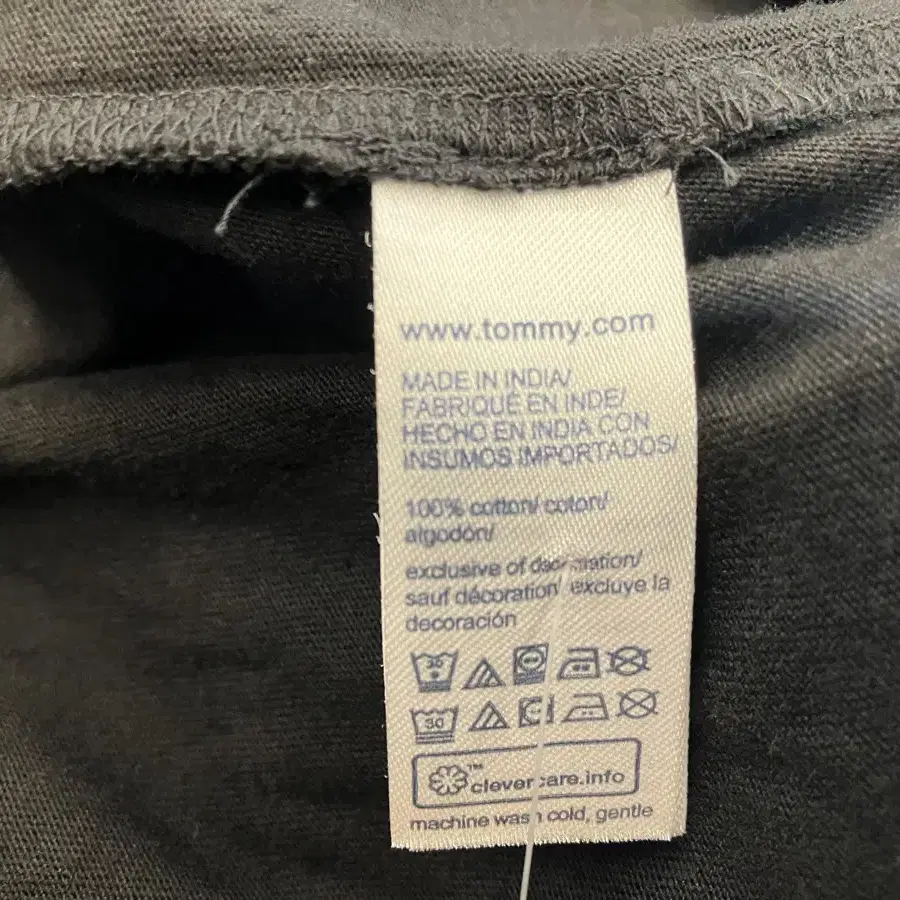 www.tommy.com
MADE IN INDIA/
FABRIQUÉ EN INDE/
HECHO EN INDIA CON
INSUMOS IMPORTADOS/
100% cotton/ coton/
algodón/
exclusive of decoration/
sauf décoration/ excluye la
decoración
30
30
™
clevercare.info
machine wash cold, gentle